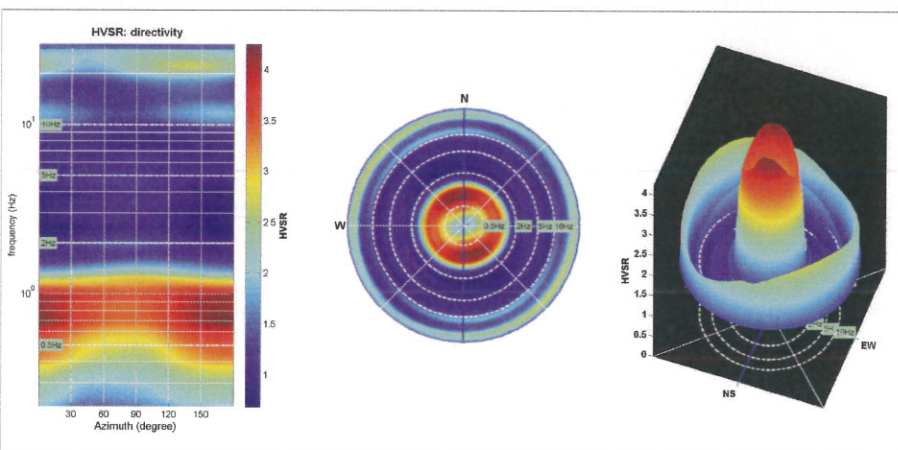 HVSR: directivity
10¹
10Hz
5Hz
2Hz
10⁰
0.5Hz
frequency (Hz)
30 60 90 120 150
Azimuth (degree)
4
3.5
3
2.5
2
1.5
1
HVSR
N
W
0.5Hz 2Hz 5Hz 10Hz
4
3.5
3
2.5
2
1.5
1
0.5
0
HVSR
10Hz
EW
NS